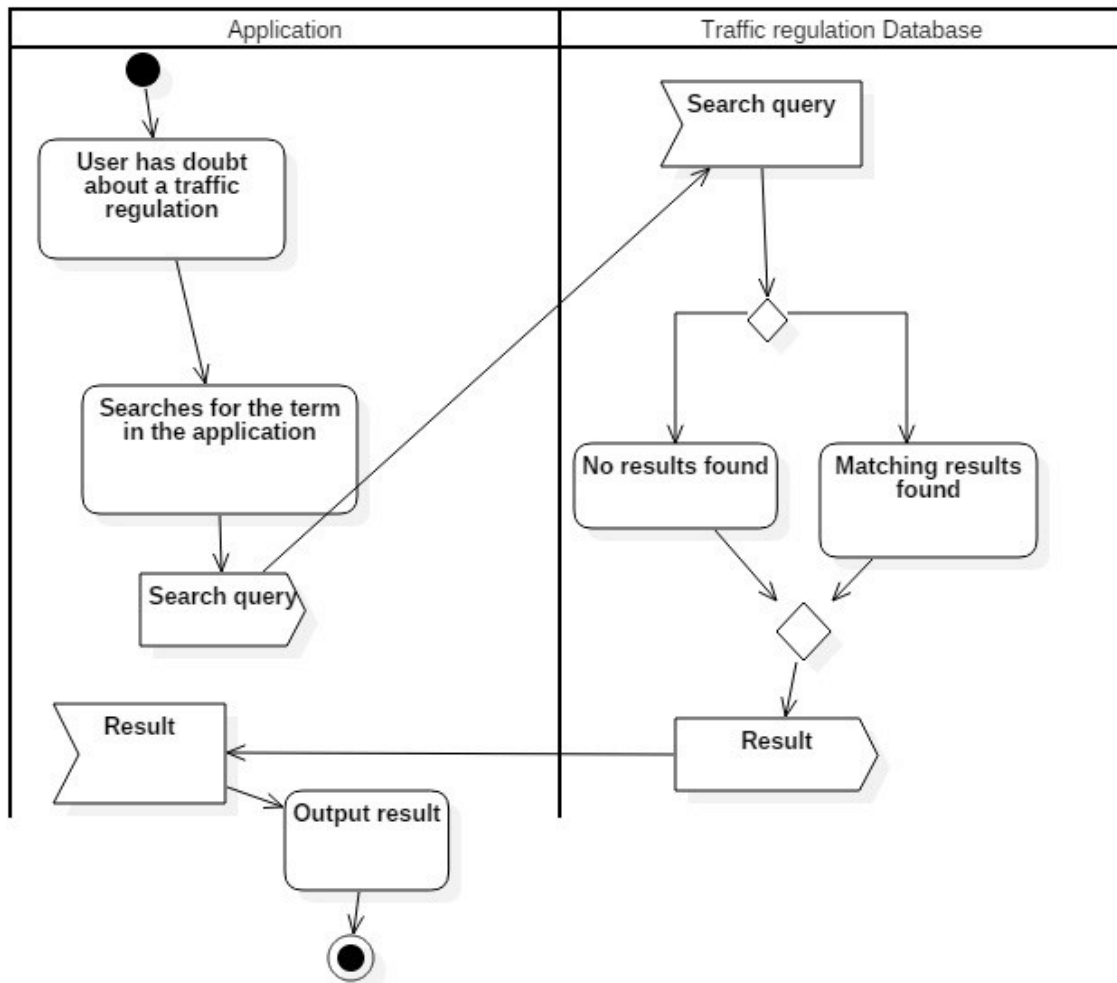 Application
Traffic regulation Database
User has doubt
about a traffic
regulation
Searches for the term
in the application
Search query
Search query
No results found
Matching results
found
Result
Result
Output result